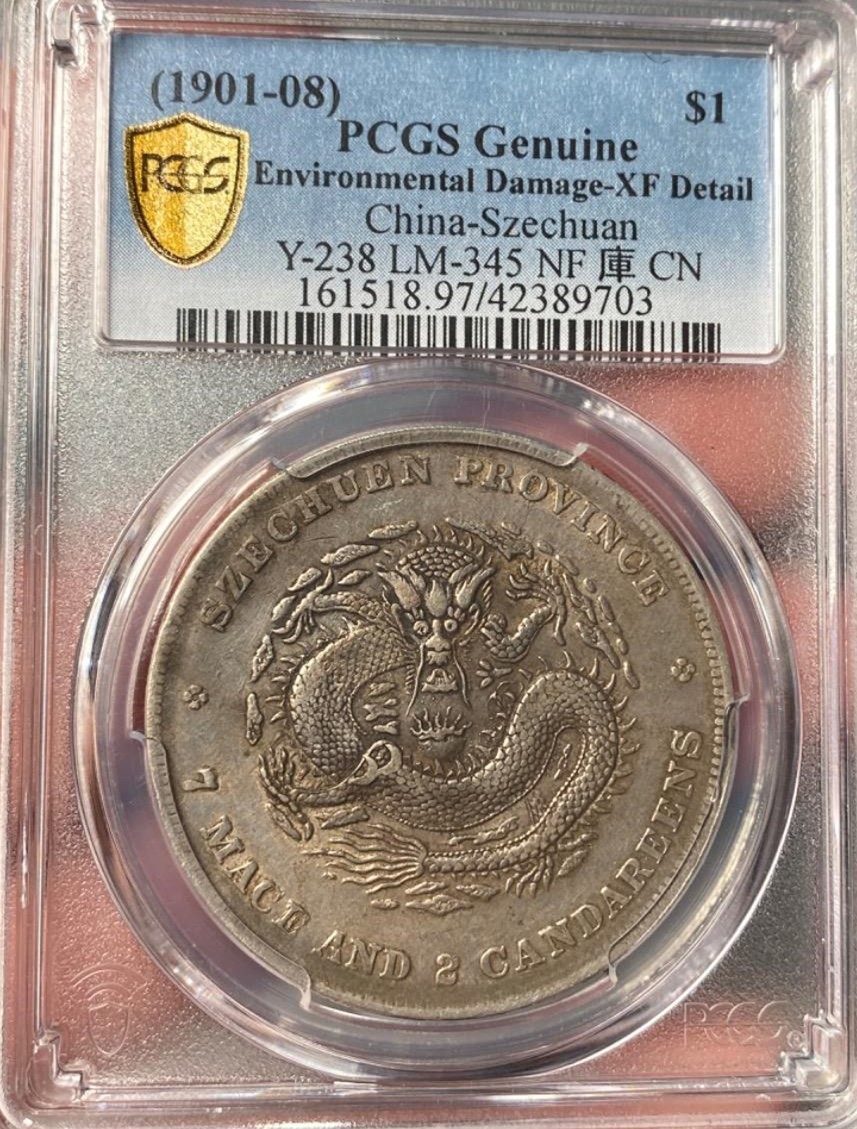 (1901-08)
$1
PCGS Genuine
PCGS
Environmental Damage-XF Detail
China-Szechuan
Y-238 LM-345 NF 庫 CN
161518.97/42389703
SZECHUEN PROVINCE
7 MACE AND 2 CANDAREENS
PCGS